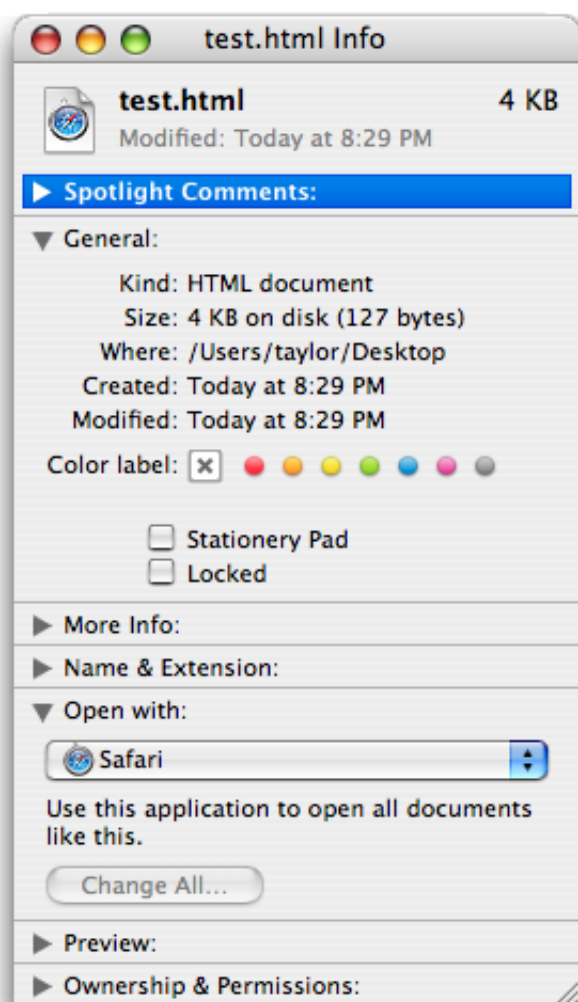 test.html Info
test.html 4 KB
Modified: Today at 8:29 PM
Spotlight Comments:
General:
Kind: HTML document
Size: 4 KB on disk (127 bytes)
Where: /Users/taylor/Desktop
Created: Today at 8:29 PM
Modified: Today at 8:29 PM
Color label:
Stationery Pad
Locked
More Info:
Name & Extension:
Open with:
Safari
Use this application to open all documents
like this.
Change All...
Preview:
Ownership & Permissions: